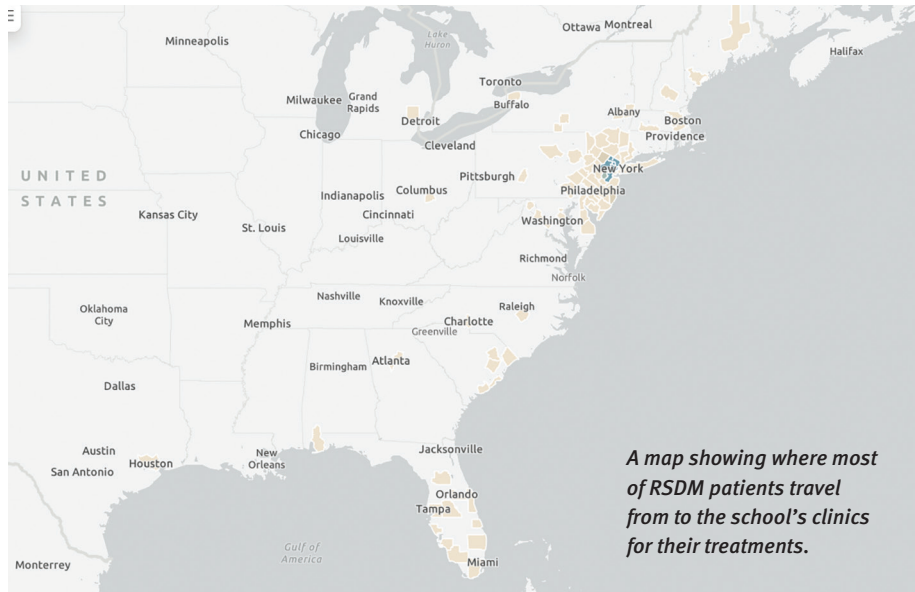 Ottawa
Montreal
Minneapolis
Lake
Huron
Halifax
Toronto
Milwaukee
Grand
Rapids
Buffalo
Albany
Detroit
Boston
Chicago
Providence
Cleveland
New York
UNITED
STATES
Pittsburgh
Columbus
Indianapolis
Philadelphia
Kansas City
Cincinnati
St. Louis
Washington
Louisville
Richmond
Norfolk
Nashville
Knoxville
Raleigh
Oklahoma
City
Memphis
Charlotte
Greenville
Birmingham
Atlanta
Dallas
Austin
Jacksonville
New
Orleans
Houston
San Antonio
Orlando
Tampa
Gulf of
America
Miami
Monterrey
A map showing where most
of RSDM patients travel
from to the school's clinics
for their treatments.